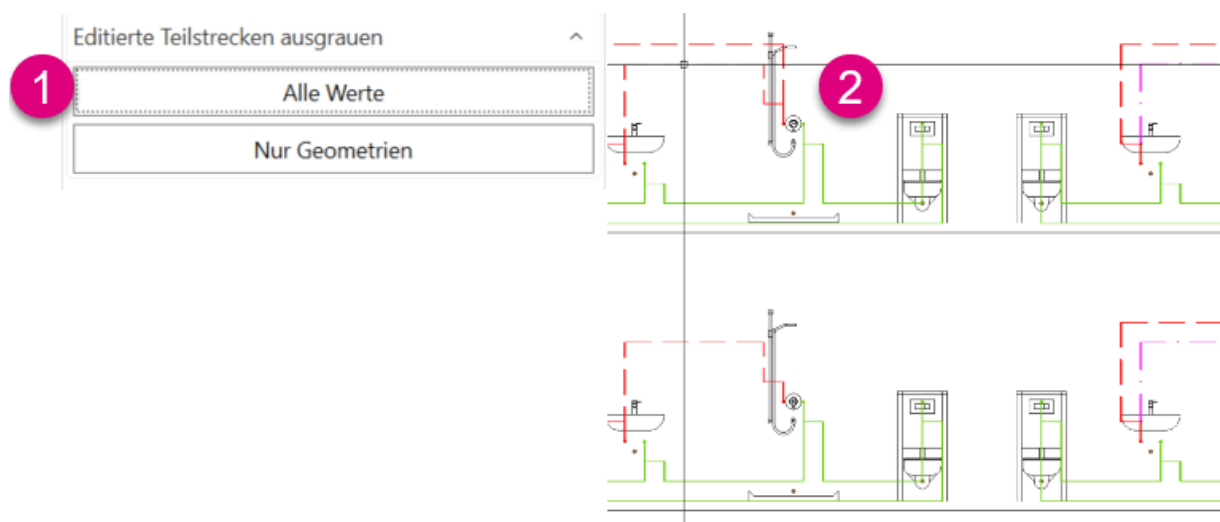 Editierte Teilstrecken ausgrauen
1
Alle Werte
2
Nur Geometrien